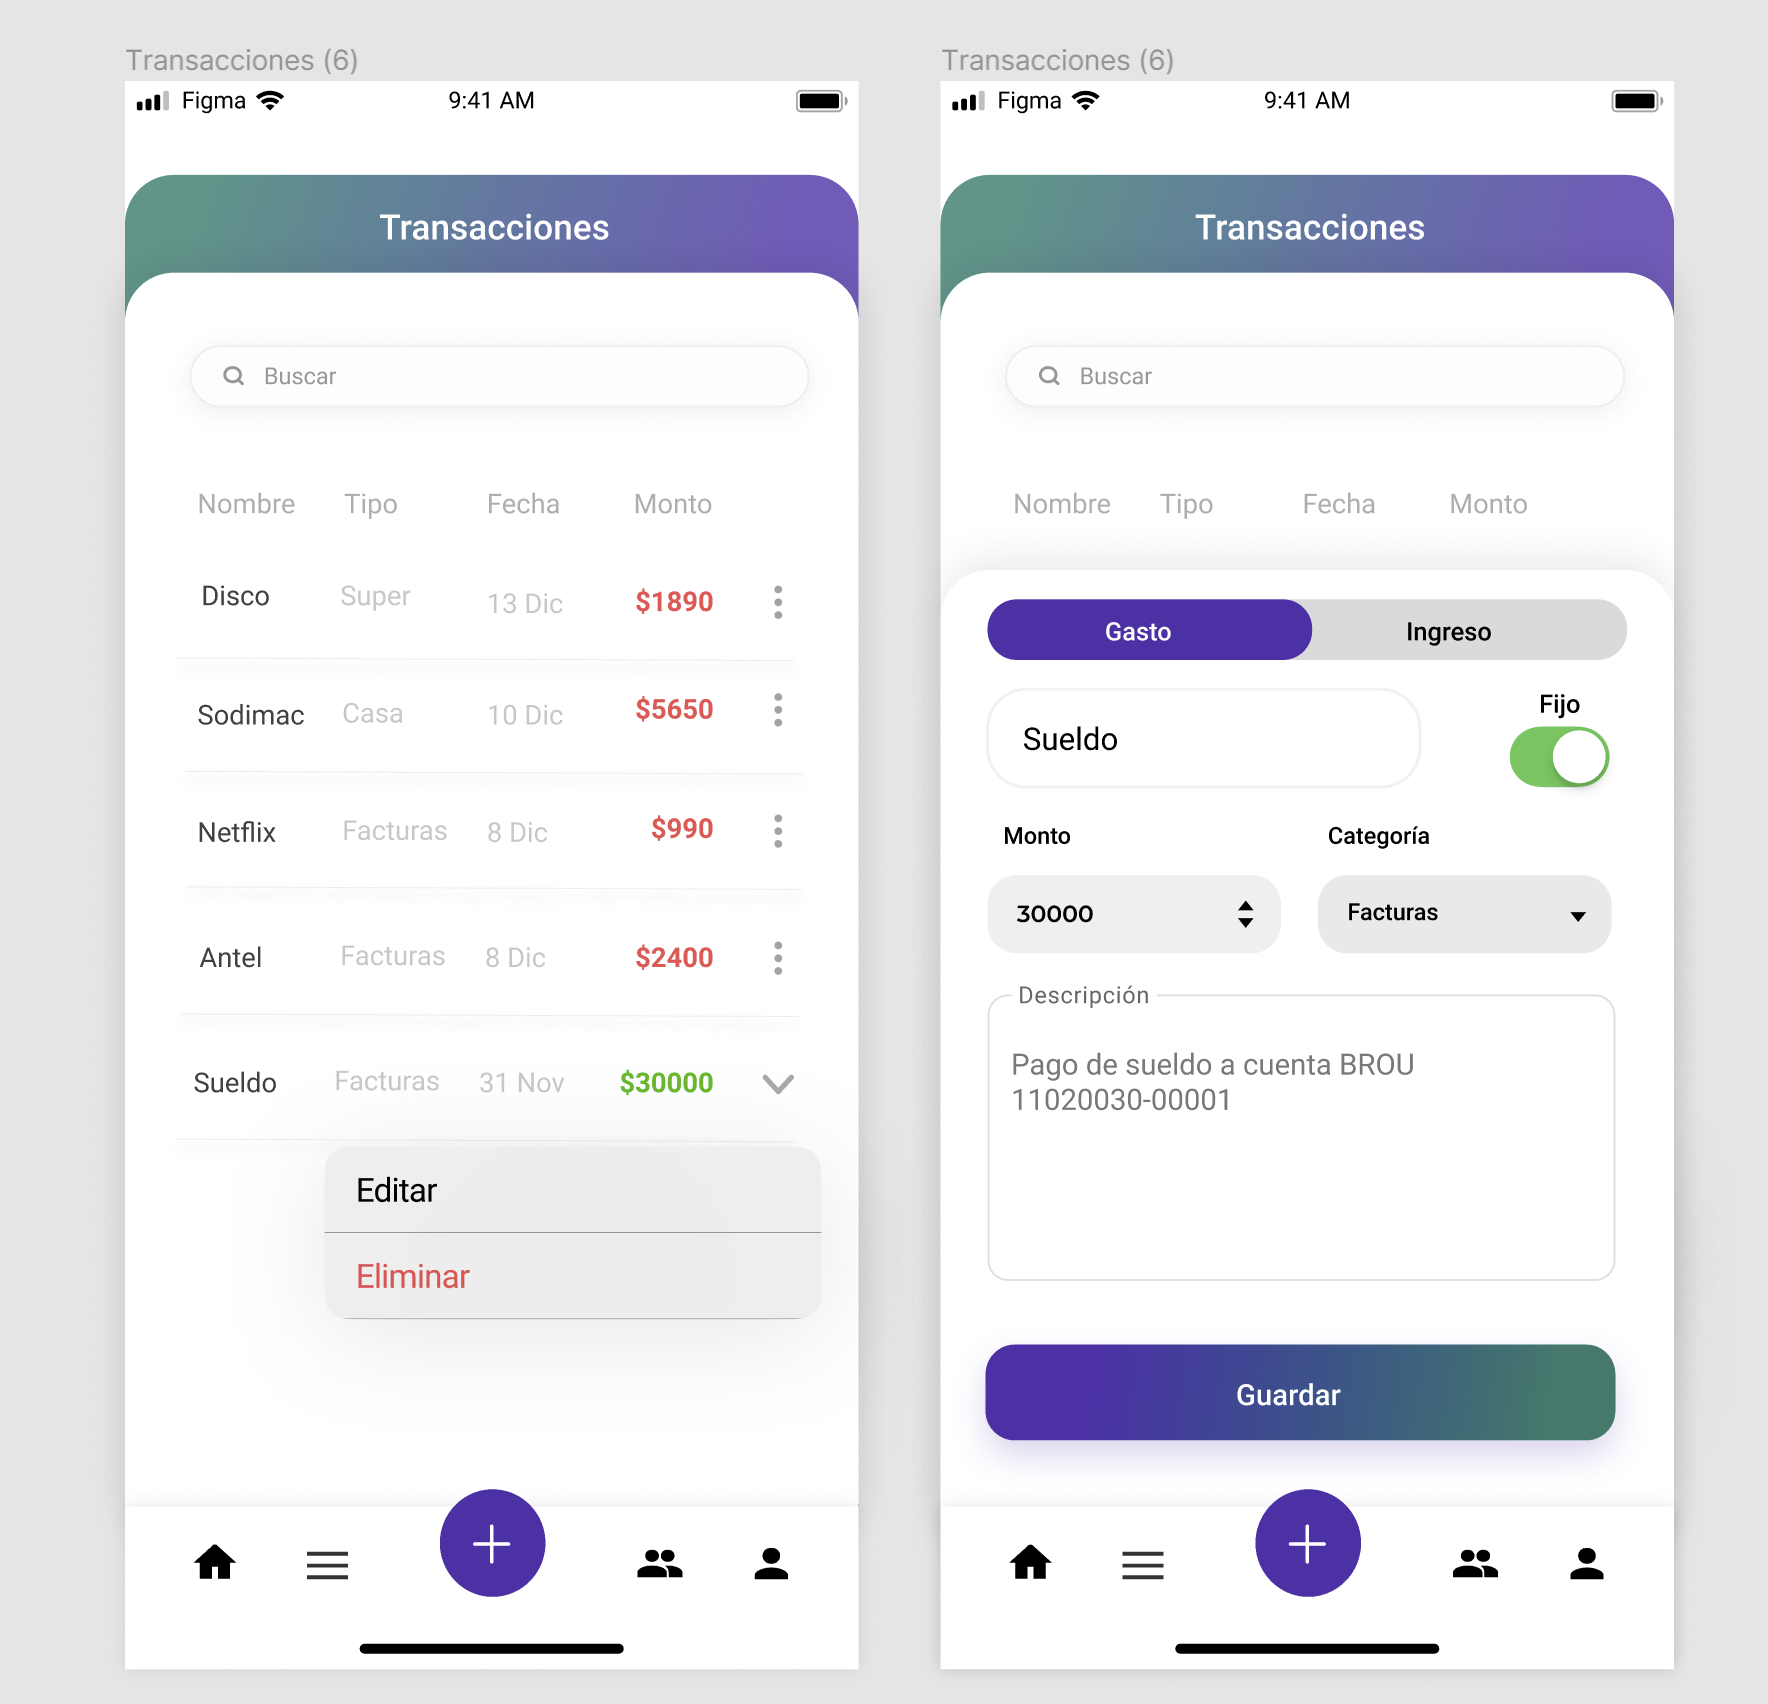 Transacciones (6)
Figma 9:41 AM
Transacciones
Buscar
Nombre Tipo Fecha Monto
Disco Super 13 Dic $1890
Sodimac Casa 10 Dic $5650
Netflix Facturas 8 Dic $990
Antel Facturas 8 Dic $2400
Sueldo Facturas 31 Nov $30000
Editar
Eliminar
Transacciones (6)
Figma 9:41 AM
Transacciones
Buscar
Nombre Tipo Fecha Monto
Gasto Ingreso
Fijo
Sueldo
Monto Categoría
30000 Facturas
Descripción
Pago de sueldo a cuenta BROU
11020030-00001
Guardar